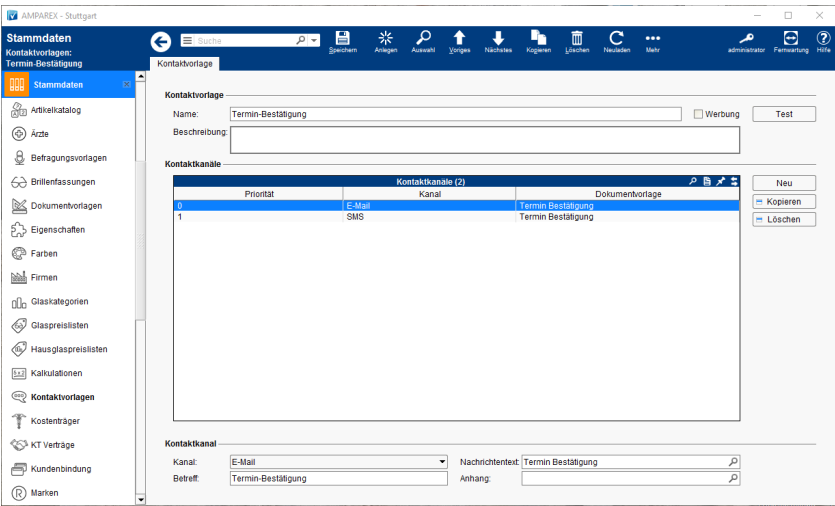 AMPAREX - Stuttgart
Stammdaten
Kontaktvorlagen:
Termin-Bestätigung
Suche
Speichern
Anlegen
Auswahl
Voriges
Nächstes
Kopieren
Löschen
Neuladen
Mehr
administrator
Fernwartung
Hilfe
Kontaktvorlage
Stammdaten
Artikelkatalog
Ärzte
Befragungsvorlagen
Brillenfassungen
Dokumentvorlagen
Eigenschaften
Farben
Firmen
Glaskategorien
Glaspreislisten
Hausglaspreislisten
Kalkulationen
Kontaktvorlagen
Kostenträger
KT Verträge
Kundenbindung
Marken
Kontaktvorlage
Name: Termin-Bestätigung Werbung Test
Beschreibung:
Kontaktkanäle
Kontaktkanäle (2)
Priorität Kanal Dokumentvorlage
0 E-Mail Termin Bestätigung
1 SMS Termin Bestätigung
Neu
Kopieren
Löschen
Kontaktkanal
Kanal: E-Mail Nachrichtentext: Termin Bestätigung
Betreff: Termin-Bestätigung Anhang: